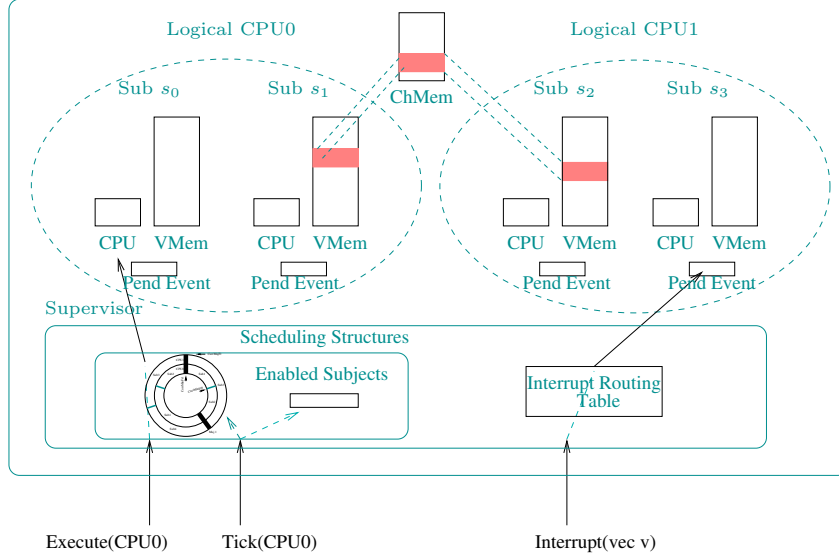 Logical CPU0
Logical CPU1
ChMem
Sub s0
Sub s1
Sub s2
Sub s3
CPU VMem
CPU VMem
CPU VMem
CPU VMem
Pend Event
Pend Event
Pend Event
Pend Event
Supervisor
Scheduling Structures
Enabled Subjects
Interrupt Routing
Table
Execute(CPU0)
Tick(CPU0)
Interrupt(vec v)